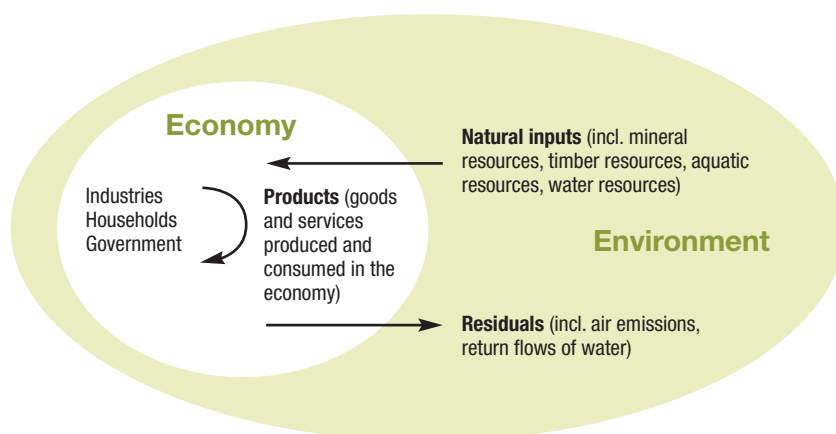 Economy
Natural inputs (incl. mineral
resources, timber resources, aquatic
resources, water resources)
Industries
Households
Government
Products (goods
and services
produced and
consumed in the
economy)
Environment
Residuals (incl. air emissions,
return flows of water)